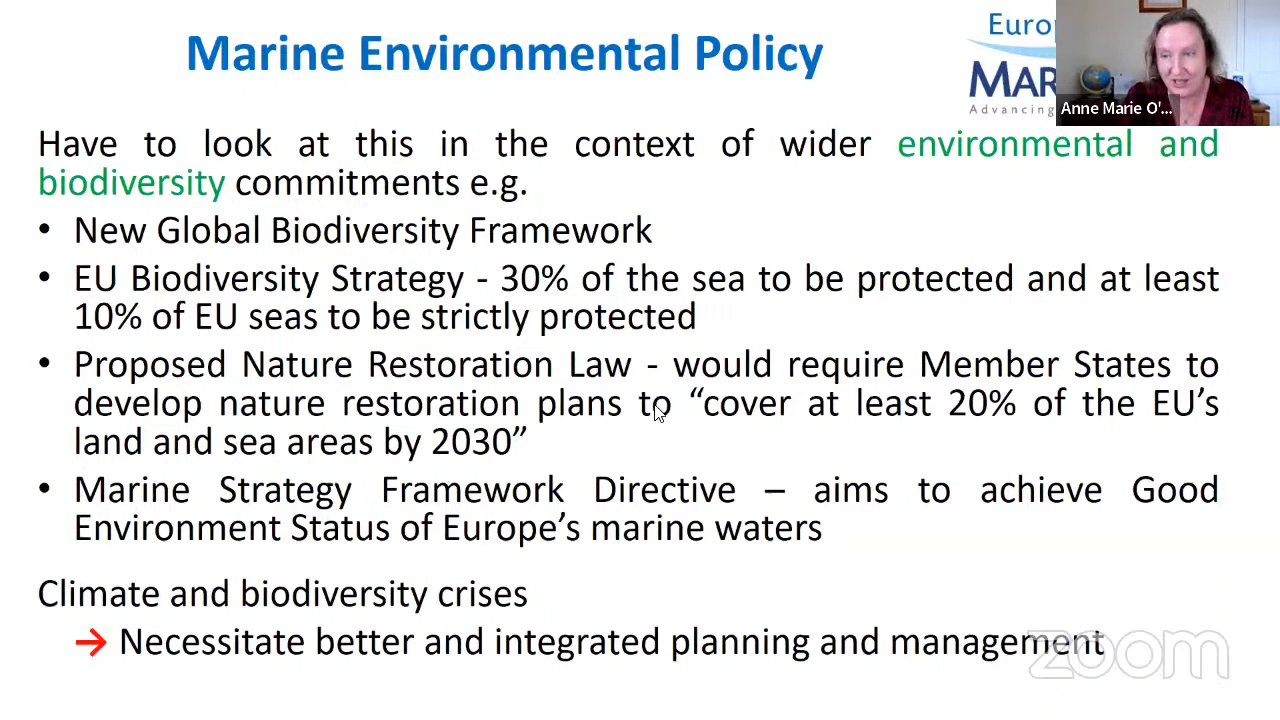 Marine Environmental Policy
Europ
MAR
Advancing
Anne Marie O'...
Have to look at this in the context of wider environmental and
biodiversity commitments e.g.
• New Global Biodiversity Framework
• EU Biodiversity Strategy - 30% of the sea to be protected and at least
10% of EU seas to be strictly protected
• Proposed Nature Restoration Law - would require Member States to
develop nature restoration plans to “cover at least 20% of the EU’s
land and sea areas by 2030”
• Marine Strategy Framework Directive – aims to achieve Good
Environment Status of Europe’s marine waters
Climate and biodiversity crises
→ Necessitate better and integrated planning and management
zoom